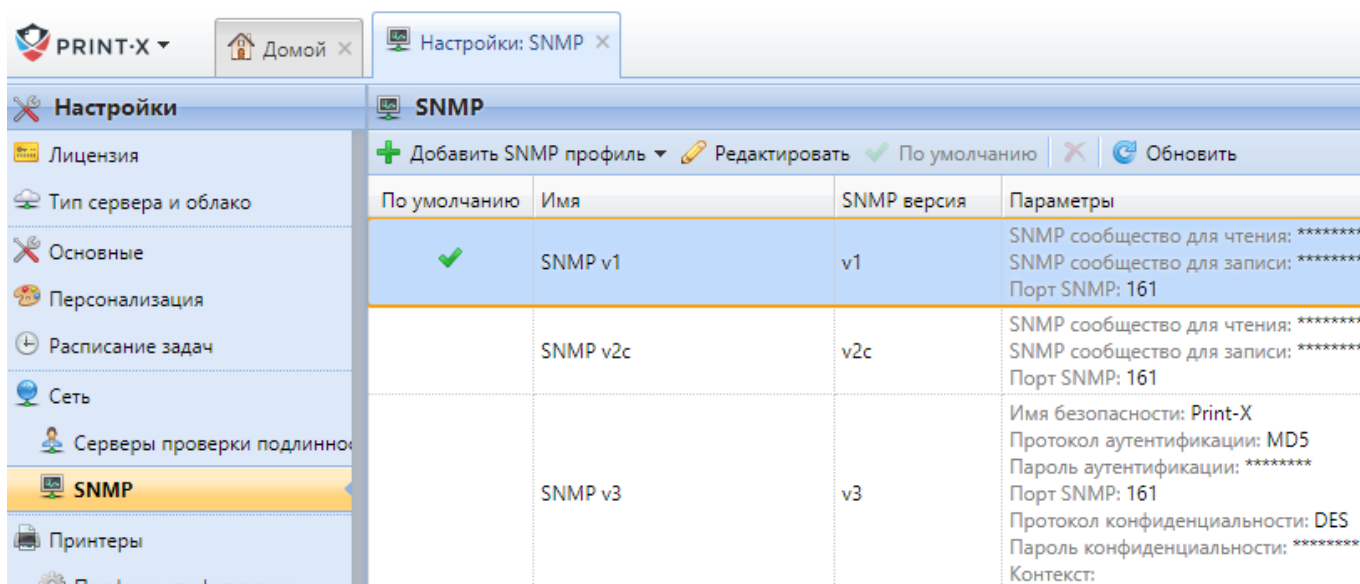 PRINT·X
Домой
Настройки: SNMP
Настройки
SNMP
Лицензия
Добавить SNMP профиль
Редактировать
По умолчанию
Обновить
Тип сервера и облако
По умолчанию
Имя
SNMP версия
Параметры
Основные
SNMP v1
v1
SNMP сообщество для чтения: ********
SNMP сообщество для записи: ********
Порт SNMP: 161
Персонализация
Расписание задач
SNMP v2c
v2c
SNMP сообщество для чтения: ********
SNMP сообщество для записи: ********
Порт SNMP: 161
Сеть
Серверы проверки
SNMP
SNMP v3
v3
Имя безопасности: Print-X
Протокол аутентификации: MD5
Пароль аутентификации: ********
Порт SNMP: 161
Протокол конфиденциальности: DES
Пароль конфиденциальности: ********
Контекст:
Принтеры